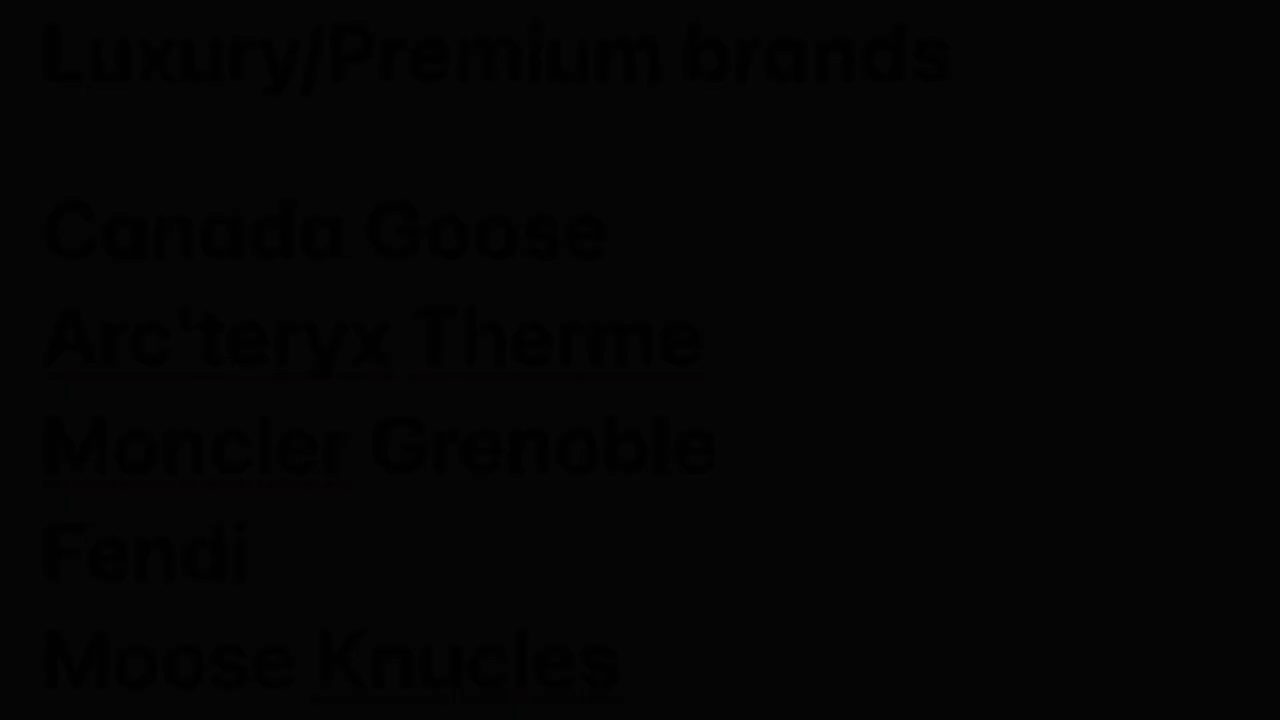 Luxury/Premium brands
Canada Goose
Arc'teryx Therme
Moncler Grenoble
Fendi
Moose Knucles